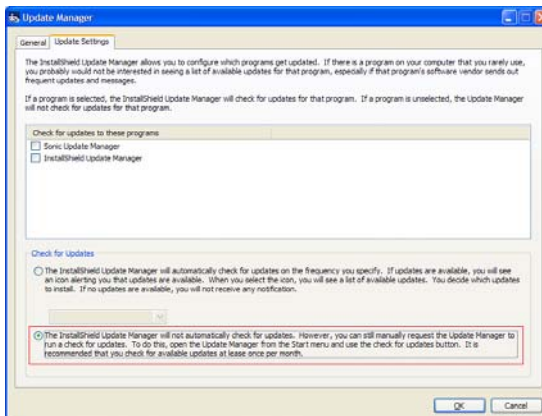 Update Manager
General
Update Settings
The InstallShield Update Manager allows you to configure which programs get updated. If there is a program on your computer that you rarely use,
you probably would not be interested in seeing a list of available updates for that program, especially if that program's software vendor sends out
frequent updates and messages.
If a program is selected, the InstallShield Update Manager will check for updates for that program. If a program is unselected, the Update Manager
will not check for updates for that program.
Check for updates to these programs
Sonic Update Manager
InstallShield Update Manager
Check for Updates
The InstallShield Update Manager will automatically check for updates on the frequency you specify. If updates are available, you will see
an icon alerting you that updates are available. When you select the icon, you will see a list of available updates. You decide which updates
to install. If no updates are available, you will not receive any notification.
The InstallShield Update Manager will not automatically check for updates. However, you can still manually request the Update Manager to
run a check for updates. To do this, open the Update Manager from the Start menu and use the check for updates button. It is
recommended that you check for available updates at lease once per month.
OK
Cancel